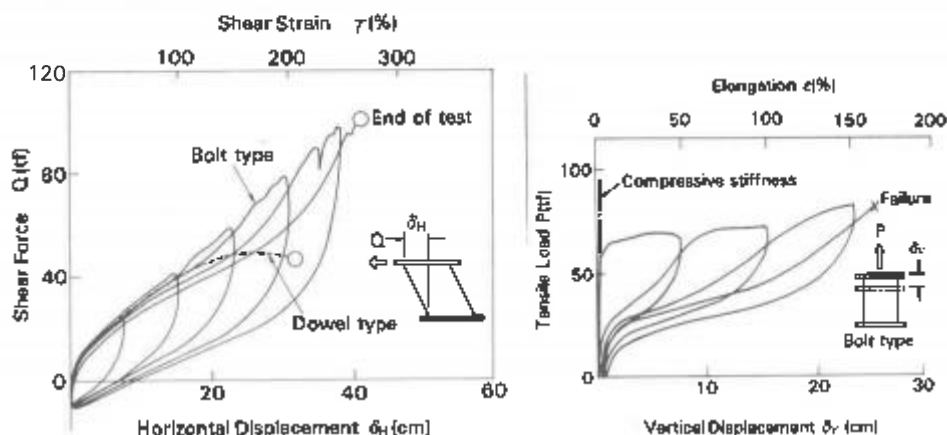 Shear Strain γ(%)
100 200 300
120
80
40
0
Shear Force Q (tf)
End of test
Bolt type
Dowel type
Q
δH
20 40 60
Horizontal Displacement δH (cm)
Elongation ε(%)
0 50 100 150 200
100
50
0
Tensile Load P(tf)
Compressive stiffness
Failure
P
δV
Bolt type
10 20 30
Vertical Displacement δV (cm)